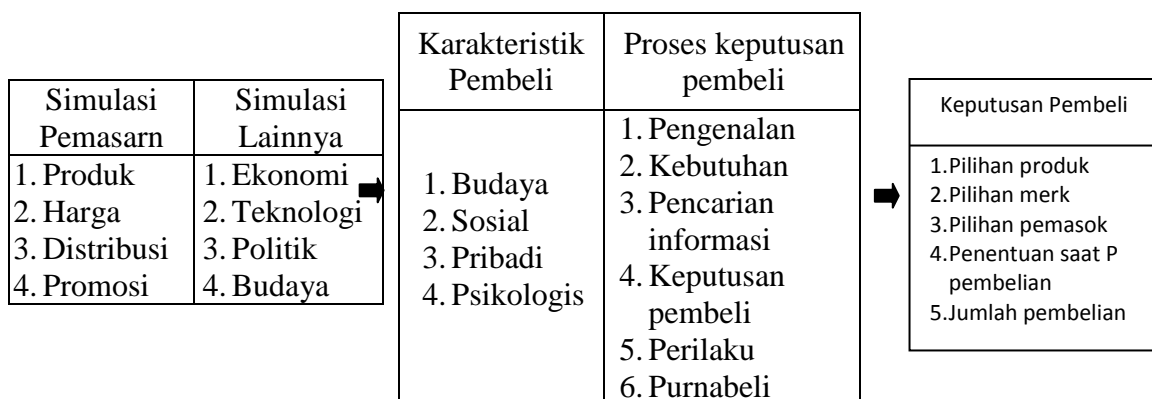 Simulasi
Pemasarn
1. Produk
2. Harga
3. Distribusi
4. Promosi
Simulasi
Lainnya
1. Ekonomi
2. Teknologi
3. Politik
4. Budaya
Karakteristik
Pembeli
1. Budaya
2. Sosial
3. Pribadi
4. Psikologis
Proses keputusan
pembeli
1. Pengenalan
2. Kebutuhan
3. Pencarian
informasi
4. Keputusan
pembeli
5. Perilaku
6. Purnabeli
Keputusan Pembeli
1.Pilihan produk
2.Pilihan merk
3.Pilihan pemasok
4.Penentuan saat P
pembelian
5.Jumlah pembelian